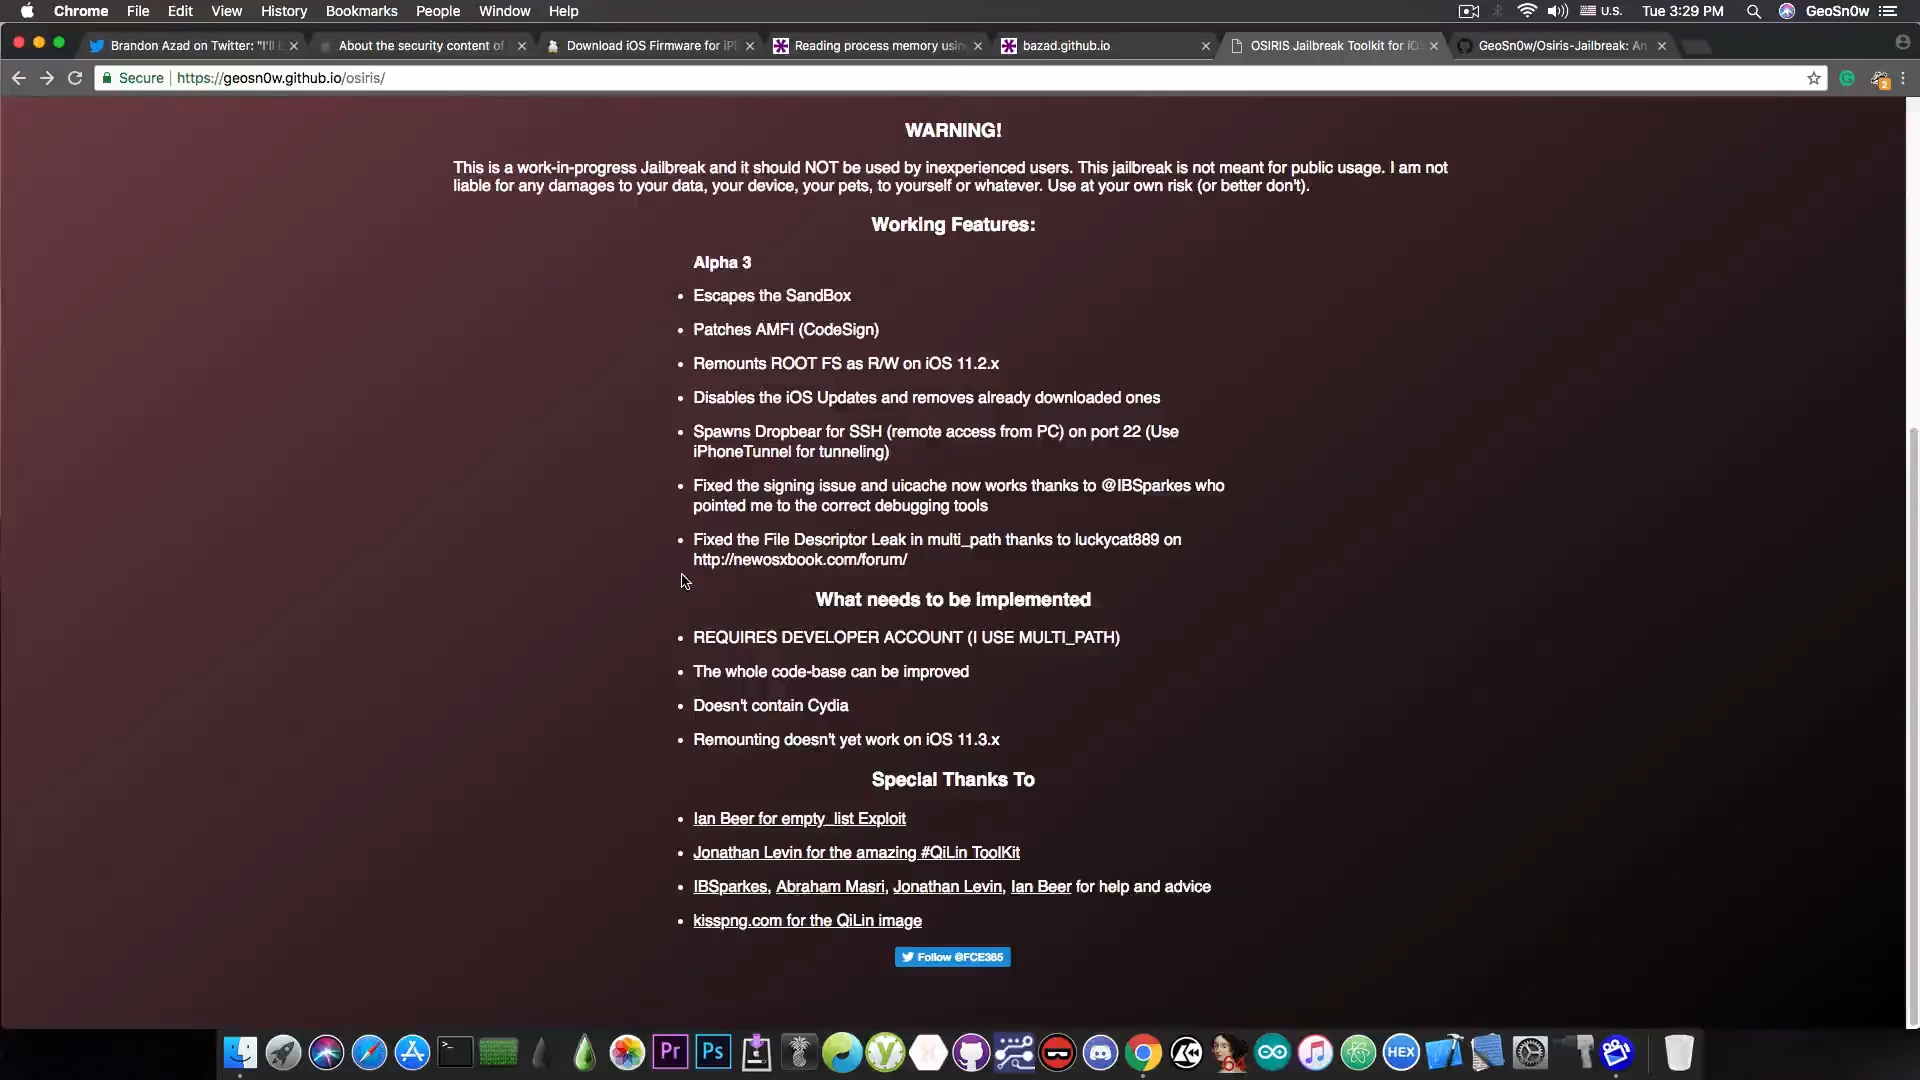 Chrome File Edit View History Bookmarks People Window Help U.S. Tue 3:29 PM GeoSn0w
Brandon Azad on Twitter: "I'll
About the security content of
Download iOS Firmware for iP
Reading process memory usin
bazad.github.io
OSIRIS Jailbreak Toolkit for iO
GeoSn0w/Osiris-Jailbreak: An
Secure https://geosn0w.github.io/osiris/
2
WARNING!
This is a work-in-progress Jailbreak and it should NOT be used by inexperienced users. This jailbreak is not meant for public usage. I am not
liable for any damages to your data, your device, your pets, to yourself or whatever. Use at your own risk (or better don't).
Working Features:
Alpha 3
• Escapes the SandBox
• Patches AMFI (CodeSign)
• Remounts ROOT FS as R/W on iOS 11.2.x
• Disables the iOS Updates and removes already downloaded ones
• Spawns Dropbear for SSH (remote access from PC) on port 22 (Use
iPhoneTunnel for tunneling)
• Fixed the signing issue and uicache now works thanks to @IBSparkes who
pointed me to the correct debugging tools
• Fixed the File Descriptor Leak in multi_path thanks to luckycat889 on
http://newosxbook.com/forum/
What needs to be implemented
• REQUIRES DEVELOPER ACCOUNT (I USE MULTI_PATH)
• The whole code-base can be improved
• Doesn't contain Cydia
• Remounting doesn't yet work on iOS 11.3.x
Special Thanks To
• Ian Beer for empty_list Exploit
• Jonathan Levin for the amazing #QiLin ToolKit
• IBSparkes, Abraham Masri, Jonathan Levin, Ian Beer for help and advice
• kisspng.com for the QiLin image
Follow @FCE365
Pr Ps 64 HEX